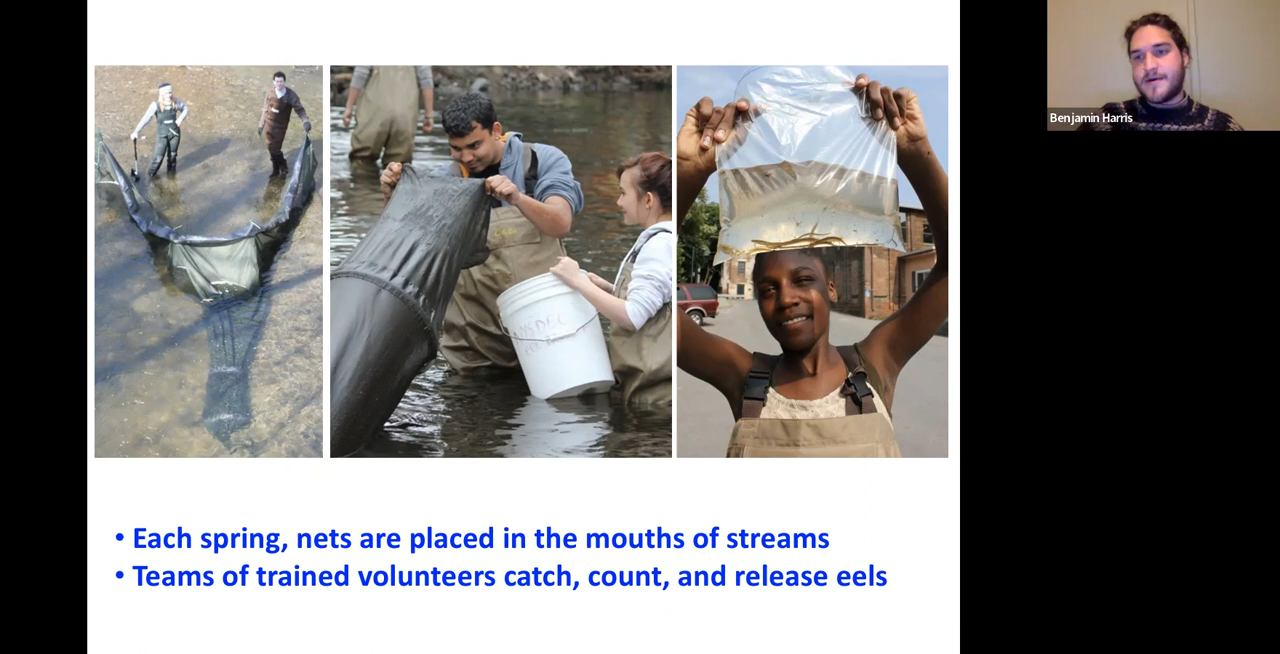 Benjamin Harris
• Each spring, nets are placed in the mouths of streams
• Teams of trained volunteers catch, count, and release eels